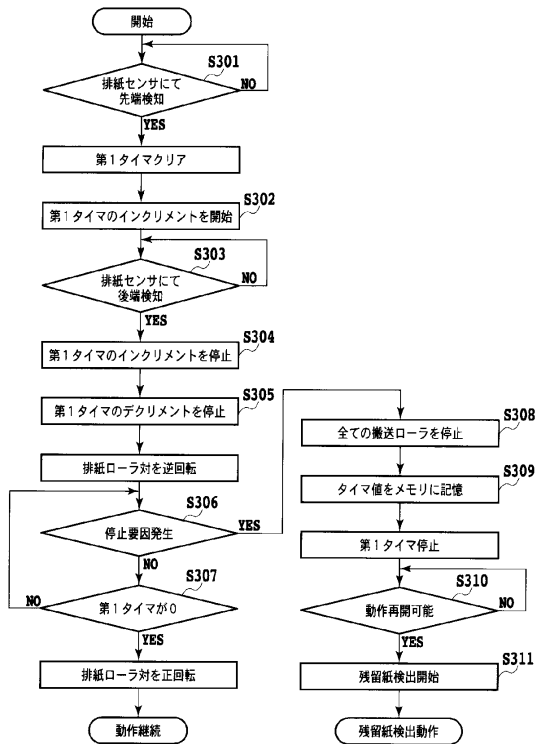 開始
S301
排紙センサにて
先端検知
NO
YES
第1タイマクリア
S302
第1タイマのインクリメントを開始
S303
排紙センサにて
後端検知
NO
YES
S304
第1タイマのインクリメントを停止
S305
第1タイマのデクリメントを停止
排紙ローラ対を逆回転
S306
停止要因発生
YES
NO
S307
第1タイマが0
NO
YES
排紙ローラ対を正回転
動作継続
S308
全ての搬送ローラを停止
S309
タイマ値をメモリに記憶
第1タイマ停止
S310
動作再開可能
NO
YES
S311
残留紙検出開始
残留紙検出動作